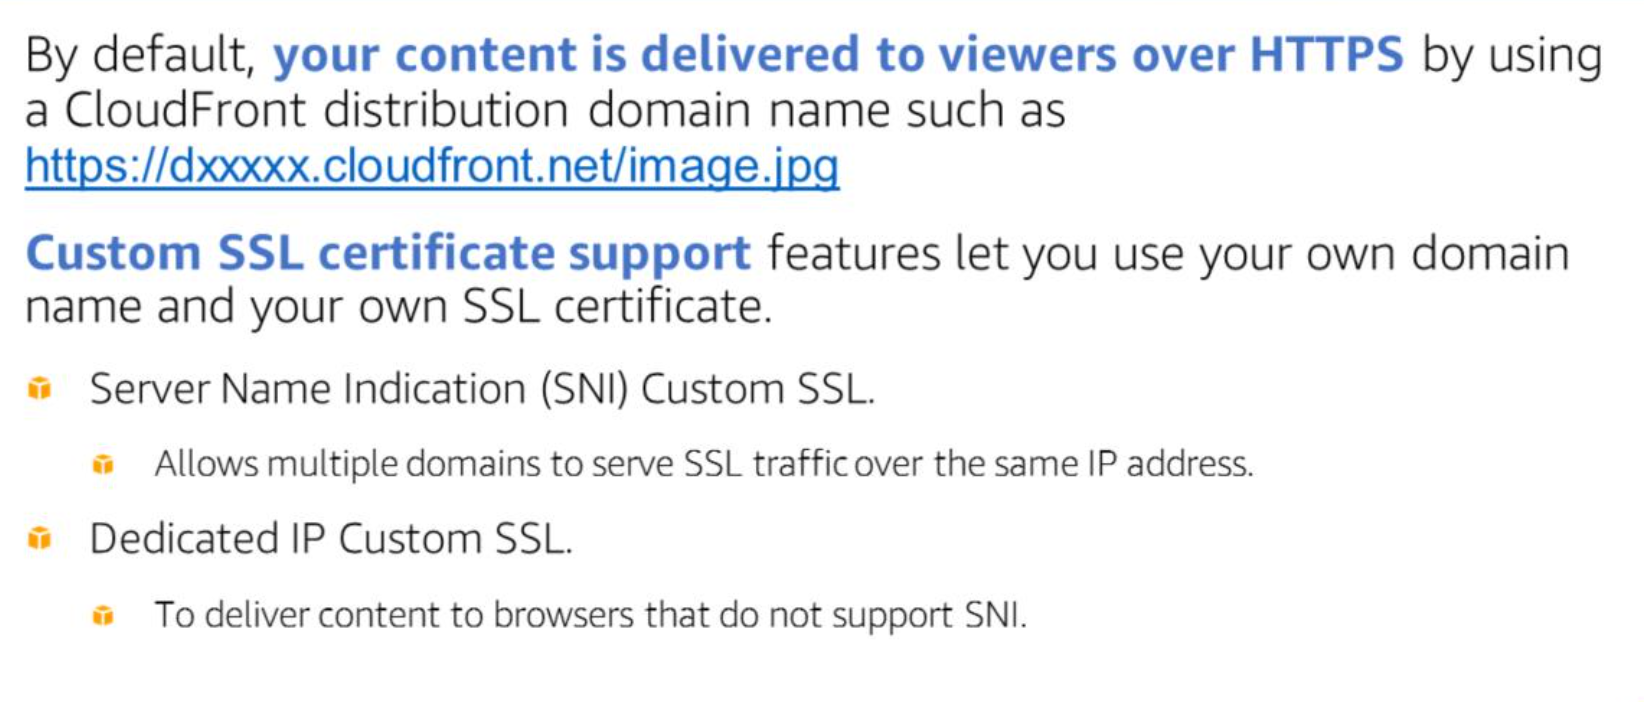 By default, your content is delivered to viewers over HTTPS by using
a CloudFront distribution domain name such as
https://dxxxxx.cloudfront.net/image.jpg
Custom SSL certificate support features let you use your own domain
name and your own SSL certificate.
Server Name Indication (SNI) Custom SSL.
Allows multiple domains to serve SSL traffic over the same IP address.
Dedicated IP Custom SSL.
To deliver content to browsers that do not support SNI.